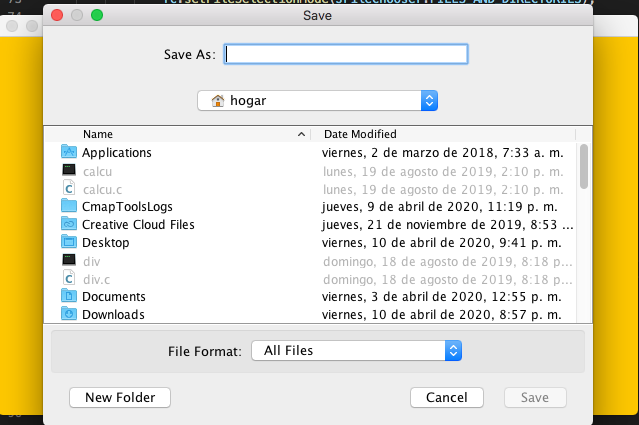 fc.setFileSelectionMode(JFileChooser.FILES_AND_DIRECTORIES);
Save
Save As:
hogar
Name Date Modified
Applications viernes, 2 de marzo de 2018, 7:33 a. m.
calcu lunes, 19 de agosto de 2019, 2:10 p. m.
calcu.c lunes, 19 de agosto de 2019, 2:10 p. m.
CmapToolsLogs jueves, 9 de abril de 2020, 11:19 p. m.
Creative Cloud Files jueves, 21 de noviembre de 2019, 8:53 ...
Desktop viernes, 10 de abril de 2020, 9:41 p. m.
div domingo, 18 de agosto de 2019, 8:18 p...
div.c domingo, 18 de agosto de 2019, 8:18 p...
Documents viernes, 3 de abril de 2020, 12:55 p. m.
Downloads viernes, 10 de abril de 2020, 8:57 p. m.
File Format: All Files
New Folder Cancel Save